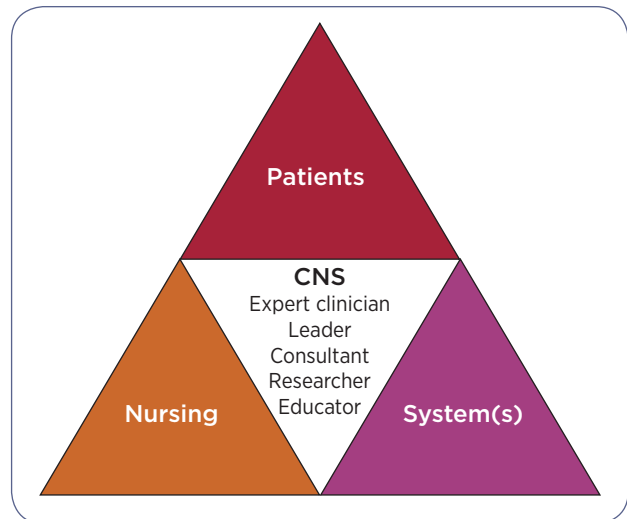 Patients
CNS
Expert clinician
Leader
Consultant
Researcher
Educator
Nursing
System(s)